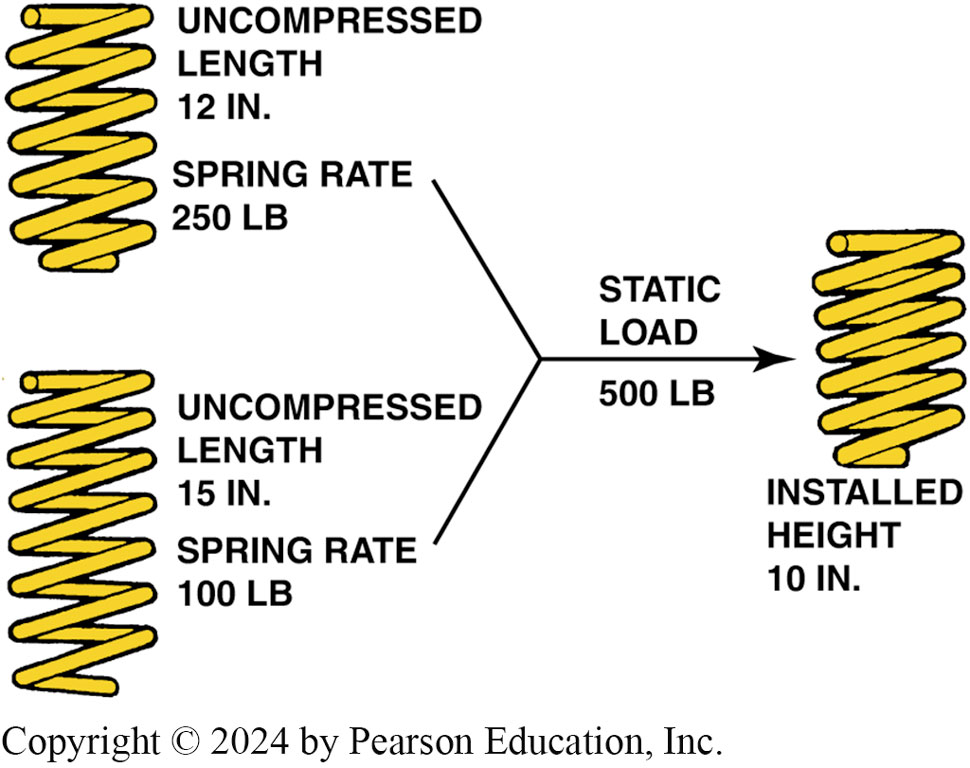 UNCOMPRESSED
LENGTH
12 IN.
SPRING RATE
250 LB
STATIC
LOAD
500 LB
UNCOMPRESSED
LENGTH
15 IN.
SPRING RATE
100 LB
INSTALLED
HEIGHT
10 IN.
Copyright © 2024 by Pearson Education, Inc.